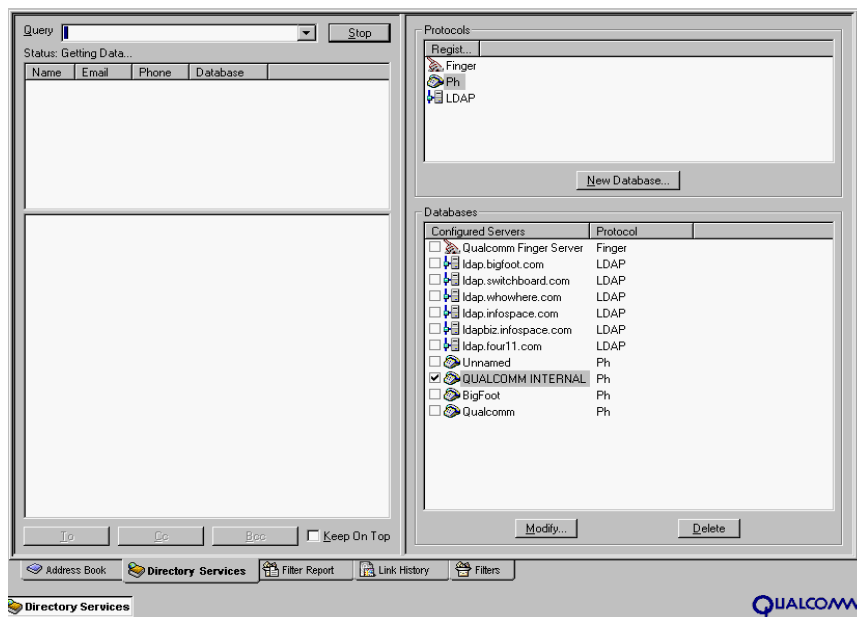 Query
Stop
Status: Getting Data...
Name Email Phone Database
To Cc Bcc Keep On Top
Protocols
Regist...
Finger
Ph
LDAP
New Database...
Databases
Configured Servers Protocol
Qualcomm Finger Server Finger
ldap.bigfoot.com LDAP
ldap.switchboard.com LDAP
ldap.whowhere.com LDAP
ldap.infospace.com LDAP
ldapbiz.infospace.com LDAP
ldap.four11.com LDAP
Unnamed Ph
QUALCOMM INTERNAL Ph
BigFoot Ph
Qualcomm Ph
Modify... Delete
Address Book Directory Services Filter Report Link History Filters
Directory Services
QUALCOMM